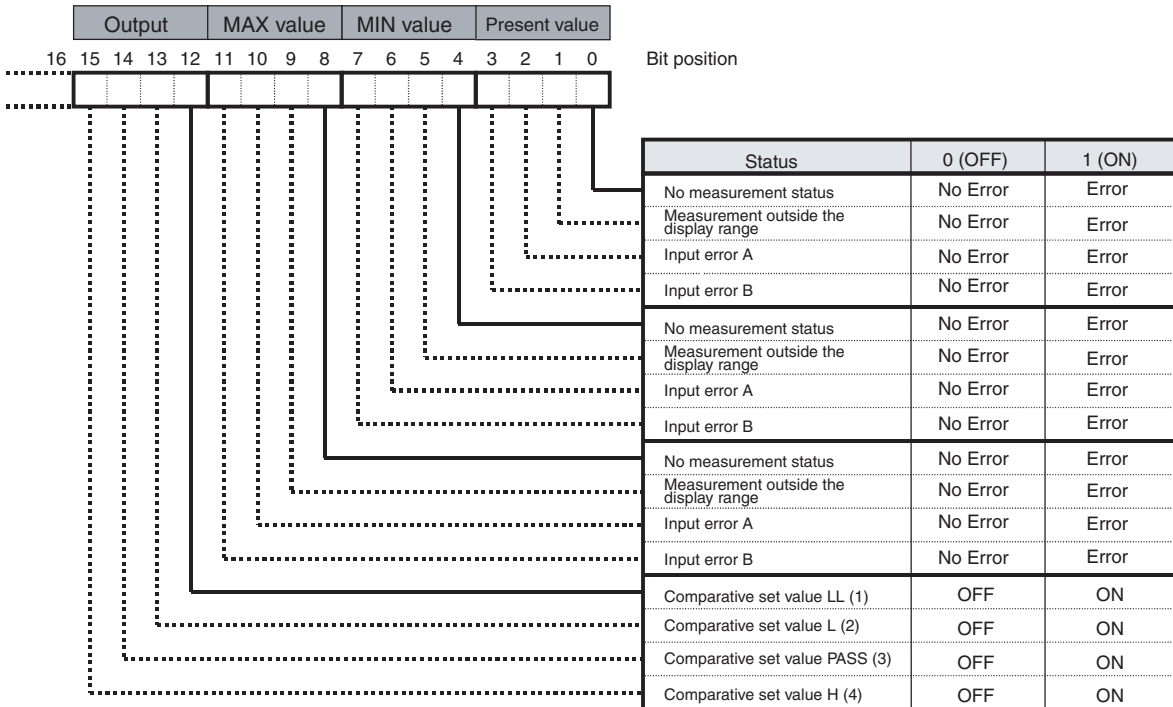 Output MAX value MIN value Present value
16 15 14 13 12 11 10 9 8 7 6 5 4 3 2 1 0 Bit position
Status 0 (OFF) 1 (ON)
No measurement status No Error Error
Measurement outside the
display range No Error Error
Input error A No Error Error
Input error B No Error Error
No measurement status No Error Error
Measurement outside the
display range No Error Error
Input error A No Error Error
Input error B No Error Error
No measurement status No Error Error
Measurement outside the
display range No Error Error
Input error A No Error Error
Input error B No Error Error
Comparative set value LL (1) OFF ON
Comparative set value L (2) OFF ON
Comparative set value PASS (3) OFF ON
Comparative set value H (4) OFF ON